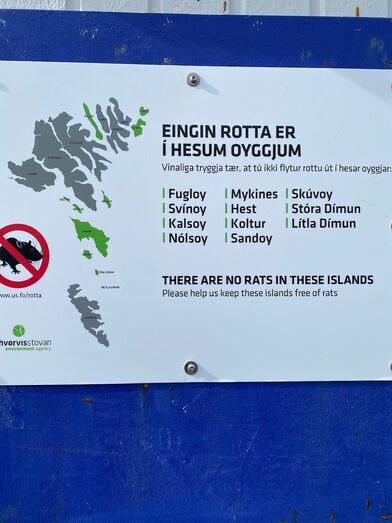 EINGIN ROTTA ER
Í HESUM OYGGJUM
Vinaliga tryggja tær, at tú ikki flytur rottu út í hesar oyggjar:
Fugloy
Svínoy
Kalsoy
Nólsoy
Mykines
Hest
Koltur
Sandoy
Skúvoy
Stóra Dímun
Lítla Dímun
www.us.fo/rotta
THERE ARE NO RATS IN THESE ISLANDS
Please help us keep these islands free of rats
hvørvisstovan
environment agency